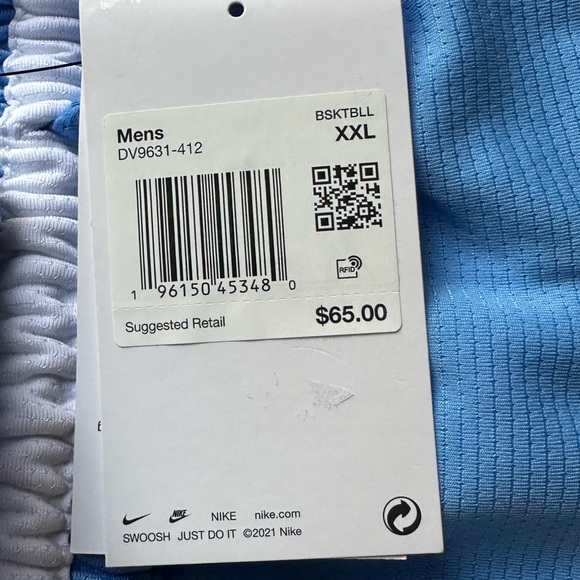 BSKTBLL
Mens XXL
DV9631-412
RFID
1 96150 45348 0
Suggested Retail $65.00
NIKE NIKE nike.com
SWOOSH JUST DO IT ©2021 Nike